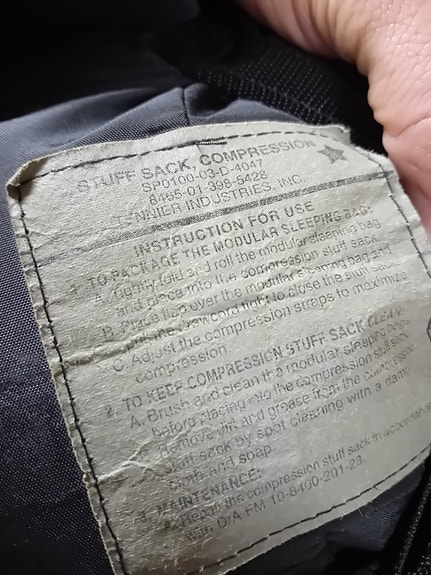 STUFF SACK, COMPRESSION
SP0100-03-D-4047
8465-01-398-5428
TENNIER INDUSTRIES, INC.
INSTRUCTION FOR USE
1. TO PACKAGE THE MODULAR SLEEPING BAG:
A. Tightly fold and roll the modular sleeping bag
and place into the compression stuff sack.
B. Place flap over the modular sleeping bag and
the drawcord tight to close the stuff sack.
C. Adjust the compression straps to maximize
compression.
2. TO KEEP COMPRESSION STUFF SACK CLEAN:
A. Brush and clean the modular sleeping bags
before placing into the compression stuff sack.
B. Remove dirt and grease from the
stuff sack by spot cleaning with a damp
cloth and soap.
3. MAINTENANCE:
A. Repair the compression stuff sack in accordance
with D/A FM 10-8400-201-23.